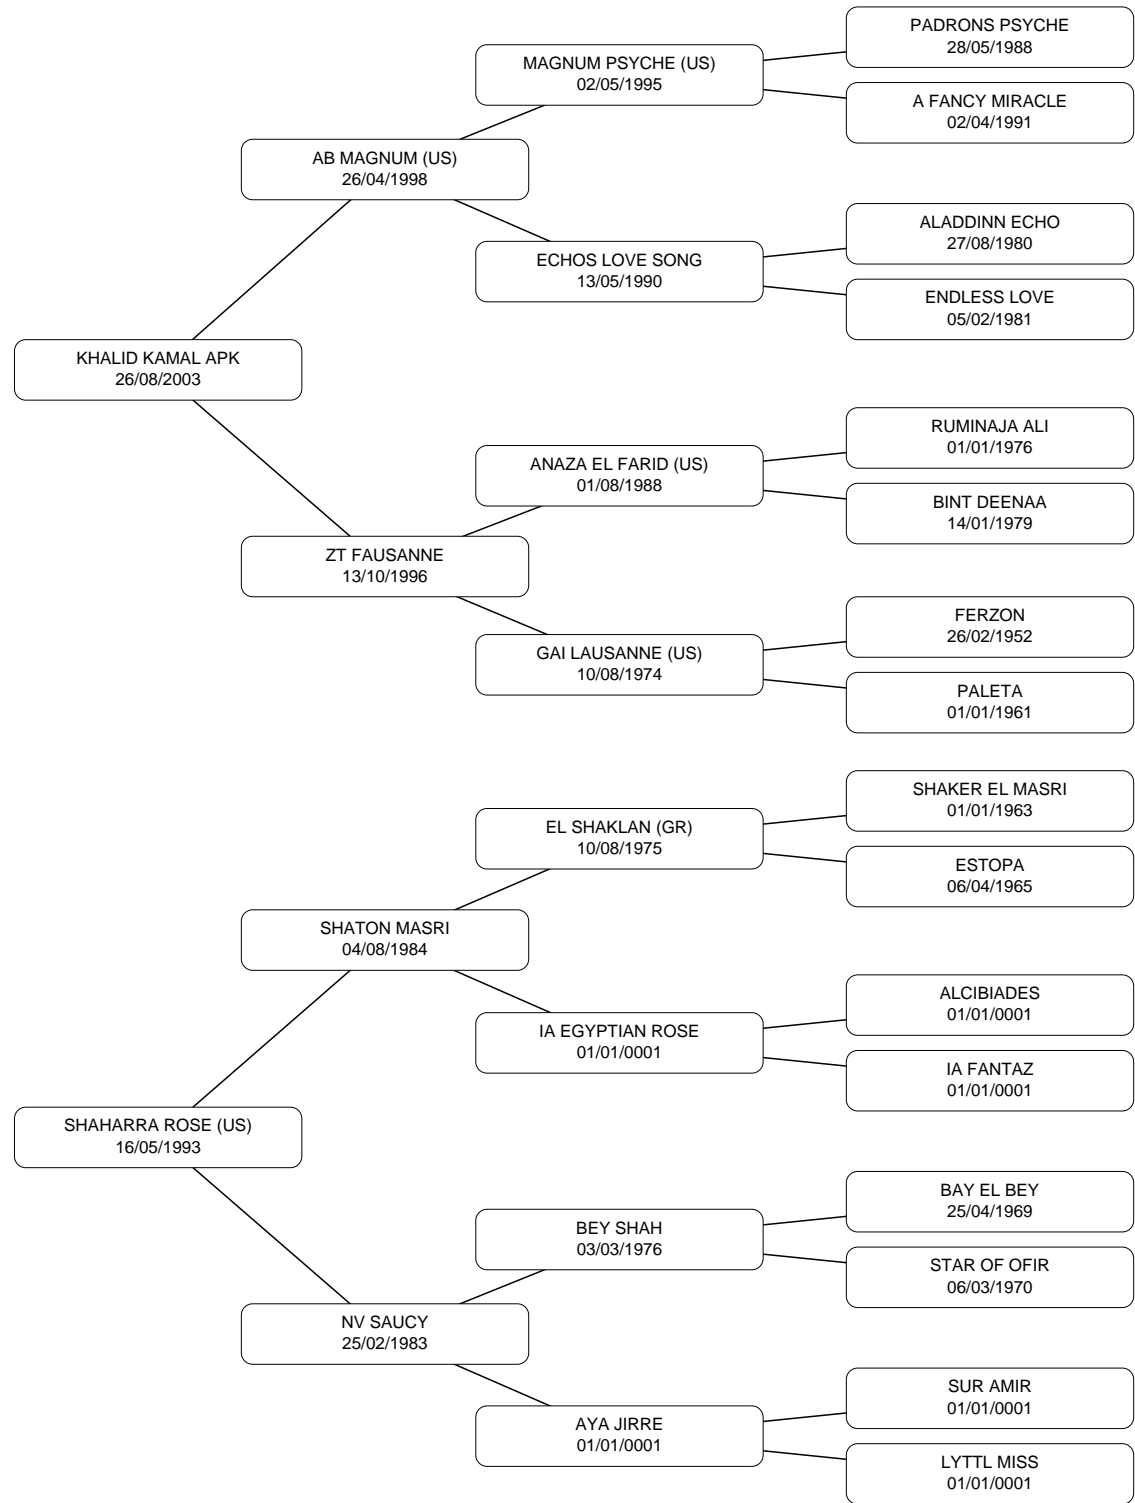 PADRONS PSYCHE
28/05/1988
MAGNUM PSYCHE (US)
02/05/1995
A FANCY MIRACLE
02/04/1991
AB MAGNUM (US)
26/04/1998
ALADDINN ECHO
27/08/1980
ECHOS LOVE SONG
13/05/1990
ENDLESS LOVE
05/02/1981
KHALID KAMAL APK
26/08/2003
RUMINAJA ALI
01/01/1976
ANAZA EL FARID (US)
01/08/1988
BINT DEENAA
14/01/1979
ZT FAUSANNE
13/10/1996
FERZON
26/02/1952
GAI LAUSANNE (US)
10/08/1974
PALETA
01/01/1961
SHAKER EL MASRI
01/01/1963
EL SHAKLAN (GR)
10/08/1975
ESTOPA
06/04/1965
SHATON MASRI
04/08/1984
ALCIBIADES
01/01/0001
IA EGYPTIAN ROSE
01/01/0001
IA FANTAZ
01/01/0001
SHAHARRA ROSE (US)
16/05/1993
BAY EL BEY
25/04/1969
BEY SHAH
03/03/1976
STAR OF OFIR
06/03/1970
NV SAUCY
25/02/1983
SUR AMIR
01/01/0001
AYA JIRRE
01/01/0001
LYTTL MISS
01/01/0001